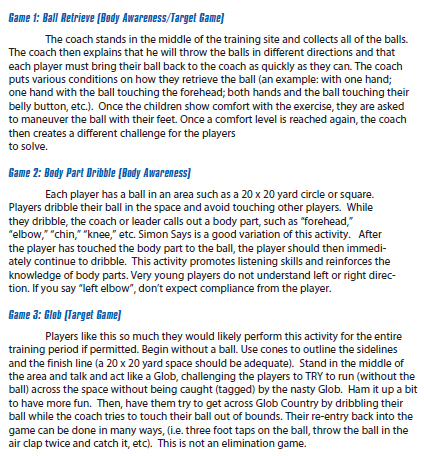 Game 1: Ball Retrieve (Body Awareness/Target Game)
The coach stands in the middle of the training site and collects all of the balls.
The coach then explains that he will throw the balls in different directions and that
each player must bring their ball back to the coach as quickly as they can. The coach
puts various conditions on how they retrieve the ball (an example: with one hand;
one hand with the ball touching the forehead; both hands and the ball touching their
belly button, etc.). Once the children show comfort with the exercise, they are asked
to maneuver the ball with their feet. Once a comfort level is reached again, the coach
then creates a different challenge for the players
to solve.
Game 2: Body Part Dribble (Body Awareness)
Each player has a ball in an area such as a 20 x 20 yard circle or square.
Players dribble their ball in the space and avoid touching other players. While
they dribble, the coach or leader calls out a body part, such as “forehead,”
“elbow,” “chin,” “knee,” etc. Simon Says is a good variation of this activity. After
the player has touched the body part to the ball, the player should then immedi-
ately continue to dribble. This activity promotes listening skills and reinforces the
knowledge of body parts. Very young players do not understand left or right direc-
tion. If you say “left elbow”, don’t expect compliance from the player.
Game 3: Glob (Target Game)
Players like this so much they would likely perform this activity for the entire
training period if permitted. Begin without a ball. Use cones to outline the sidelines
and the finish line (a 20 x 20 yard space should be adequate). Stand in the middle of
the area and talk and act like a Glob, challenging the players to TRY to run (without the
ball) across the space without being caught (tagged) by the nasty Glob. Ham it up a bit
to have more fun. Then, have them try to get across Glob Country by dribbling their
ball while the coach tries to touch their ball out of bounds. Their re-entry back into the
game can be done in many ways, (i.e. three foot taps on the ball, throw the ball in the
air clap twice and catch it, etc). This is not an elimination game.